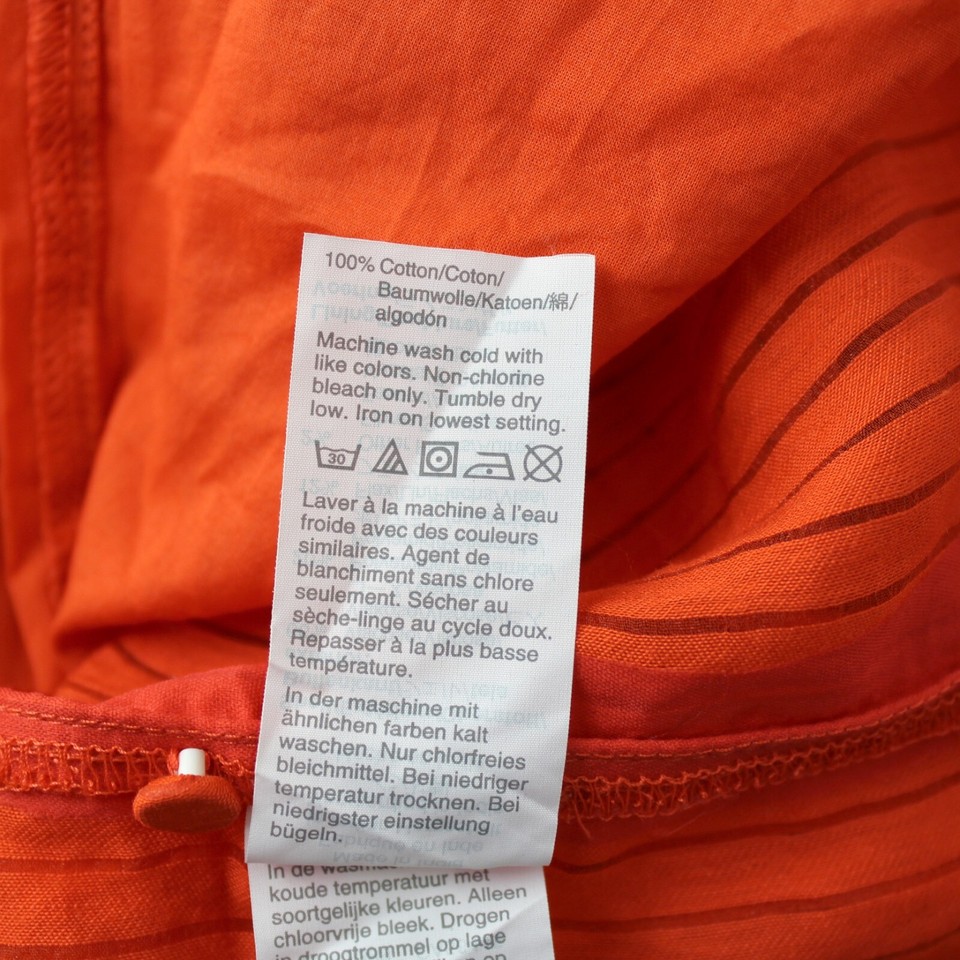 100% Cotton/Coton/
Baumwolle/Katoen/綿/
algodón
Machine wash cold with
like colors. Non-chlorine
bleach only. Tumble dry
low. Iron on lowest setting.
30
Laver à la machine à l'eau
froide avec des couleurs
similaires. Agent de
blanchiment sans chlore
seulement. Sécher au
sèche-linge au cycle doux.
Repasser à la plus basse
température.
In der maschine mit
ähnlichen farben kalt
waschen. Nur chlorfreies
bleichmittel. Bei niedriger
temperatur trocknen. Bei
niedrigster einstellung
bügeln.
In de
koude temperatuur met
soortgelijke kleuren. Alleen
chloorvrije bleek. Drogen
in droogtrommel op lage